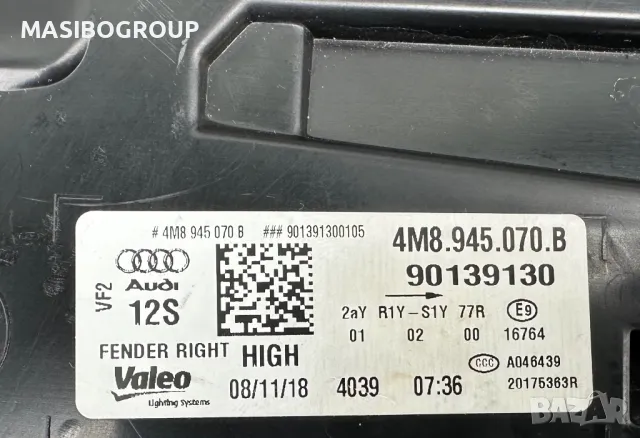 MASIBOGROUP
# 4M8 945 070 B ### 901391300105
4M8.945.070.B
90139130
VF2
Audi
12S
2aY R1Y-S1Y 77R E9
01 02 00 16764
FENDER RIGHT HIGH
CCC A046439
Valeo
Lighting Systems
08/11/18 4039 07:36 20175363R
BAZAR